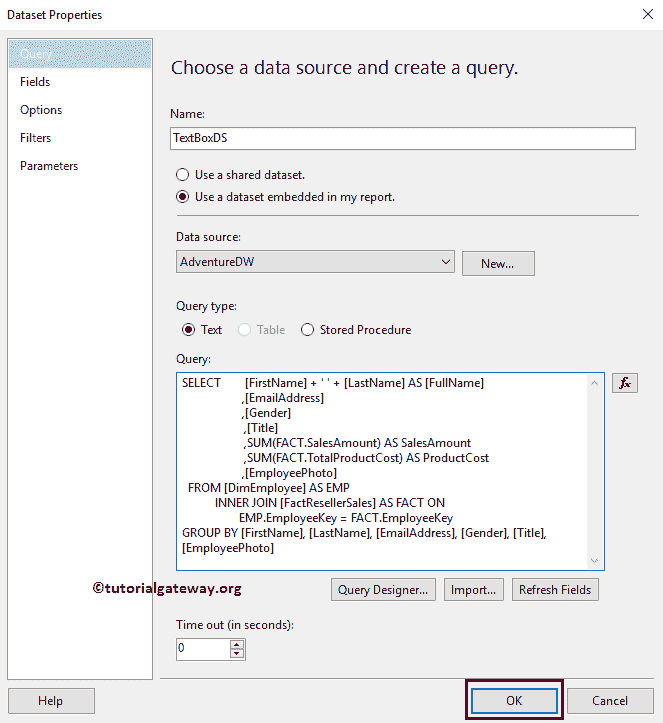 Dataset Properties
Query
Fields
Options
Filters
Parameters
Choose a data source and create a query.
Name:
TextBoxDS
Use a shared dataset.
Use a dataset embedded in my report.
Data source:
AdventureDW
New...
Query type:
Text
Table
Stored Procedure
Query:
SELECT [FirstName] + ' ' + [LastName] AS [FullName]
,[EmailAddress]
,[Gender]
,[Title]
,SUM(FACT.SalesAmount) AS SalesAmount
,SUM(FACT.TotalProductCost) AS ProductCost
,[EmployeePhoto]
FROM [DimEmployee] AS EMP
INNER JOIN [FactResellerSales] AS FACT ON
EMP.EmployeeKey = FACT.EmployeeKey
GROUP BY [FirstName], [LastName], [EmailAddress], [Gender], [Title],
[EmployeePhoto]
fx
©tutorialgateway.org
Query Designer...
Import...
Refresh Fields
Time out (in seconds):
0
Help
OK
Cancel